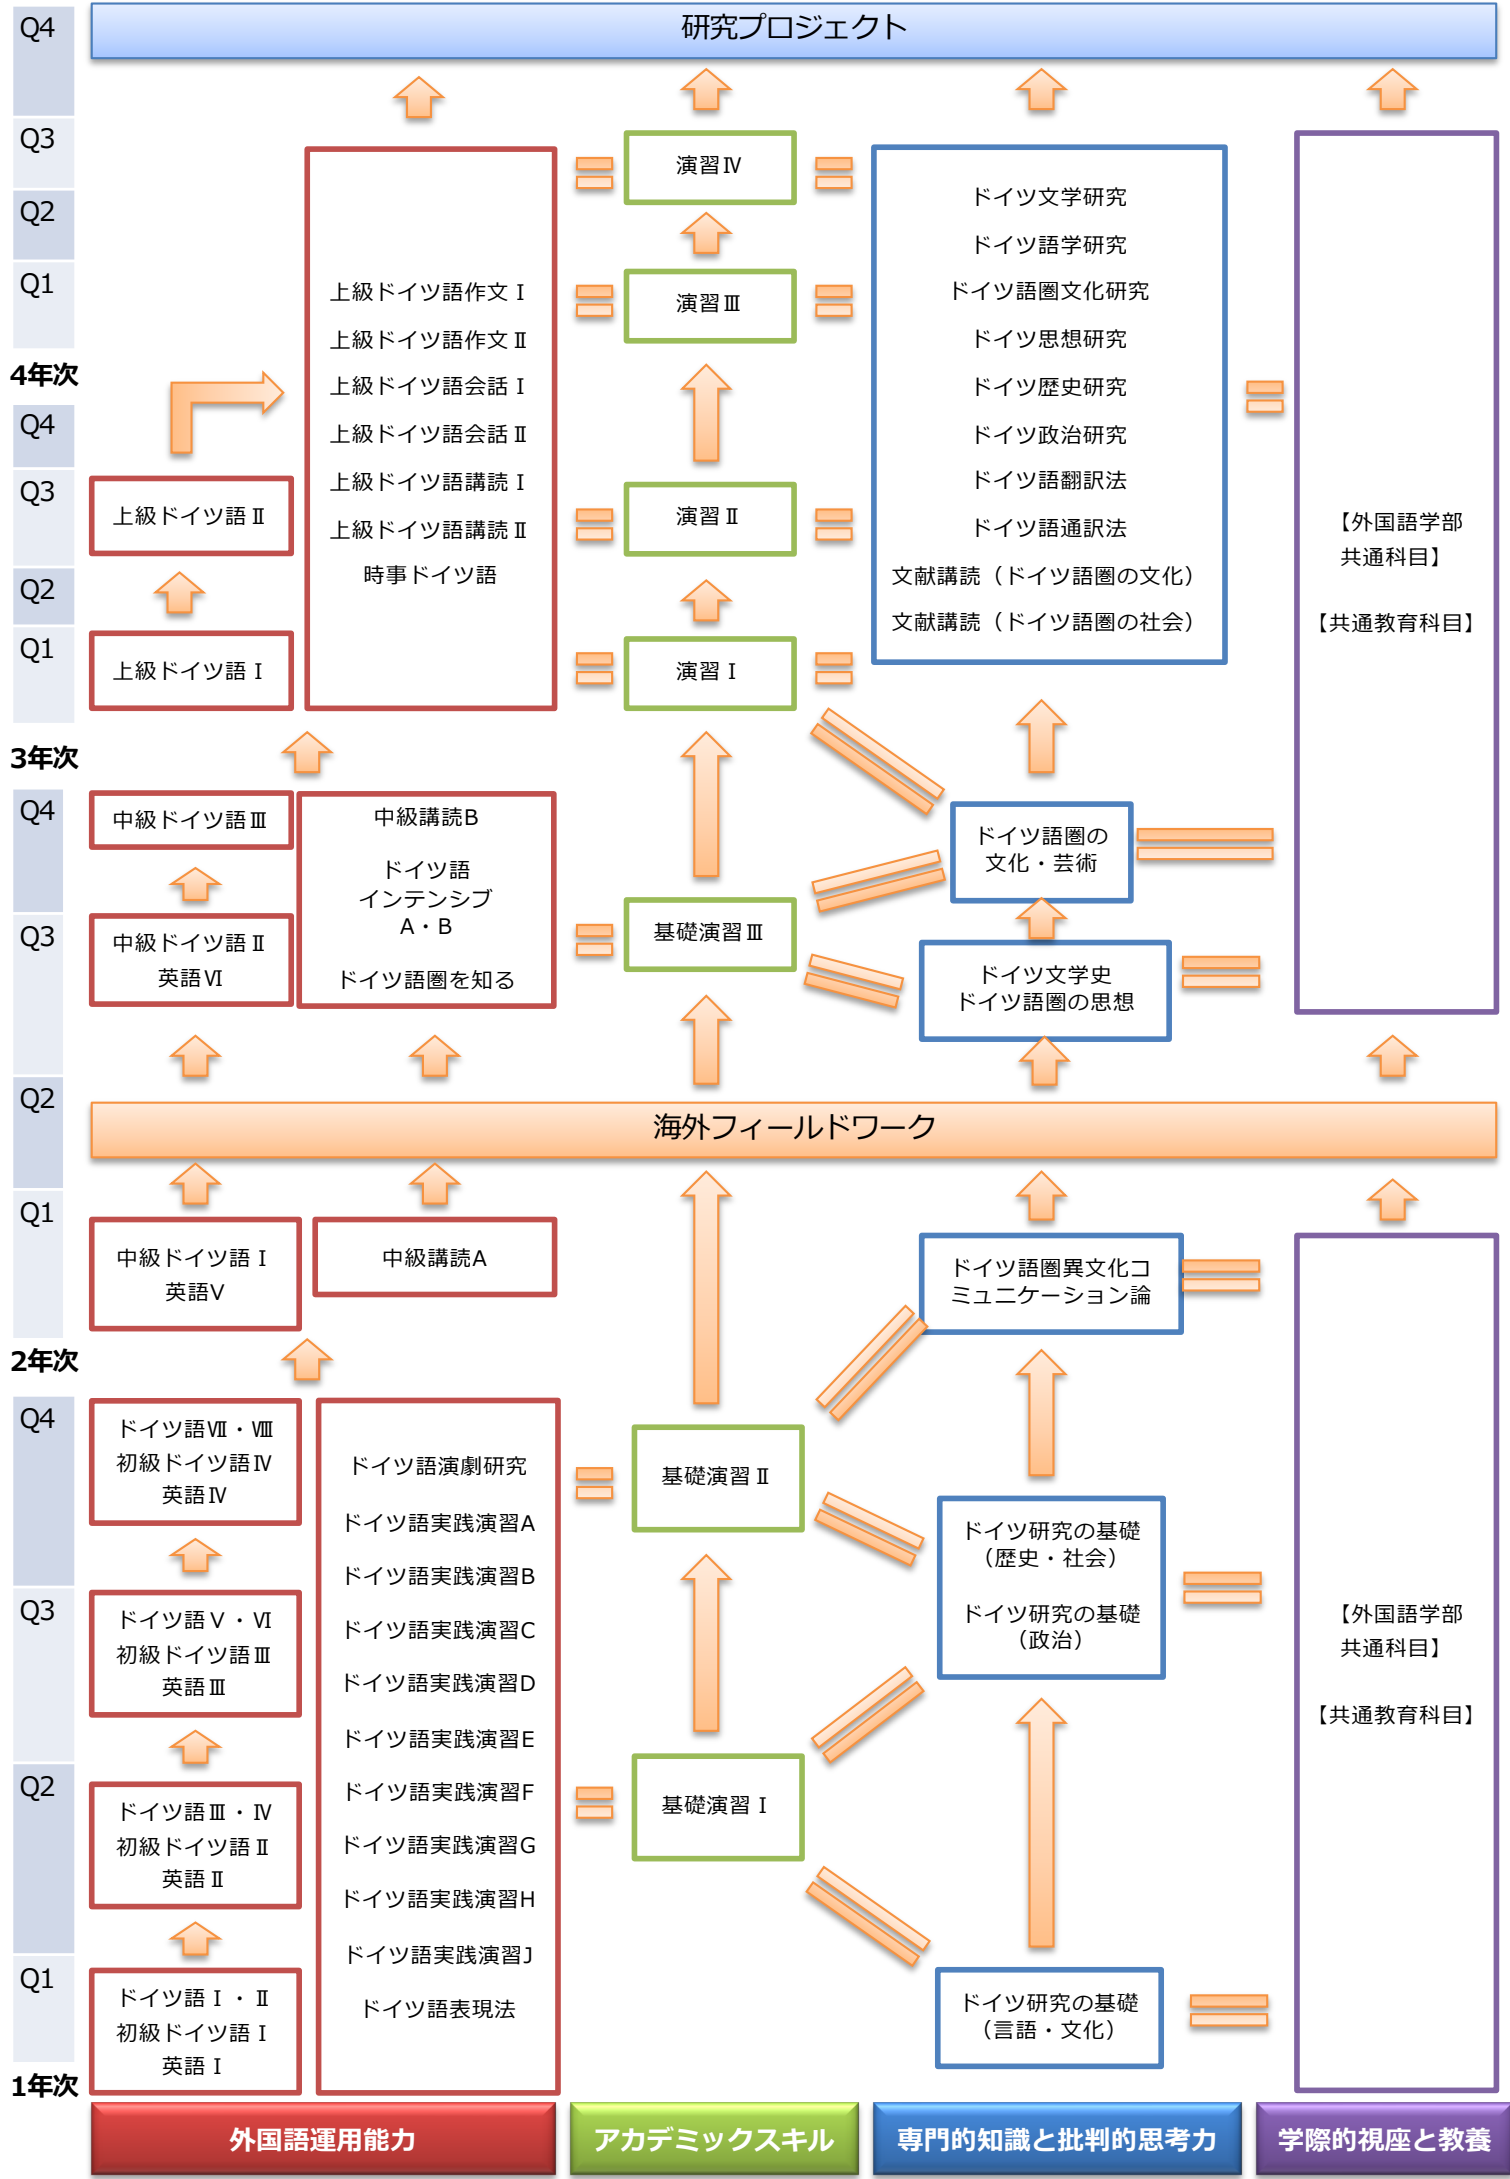 Q4
研究プロジェクト
Q3
Q2
Q1
4年次
演習Ⅳ
演習Ⅲ
上級ドイツ語作文Ⅰ
上級ドイツ語作文Ⅱ
上級ドイツ語会話Ⅰ
上級ドイツ語会話Ⅱ
上級ドイツ語講読Ⅰ
上級ドイツ語講読Ⅱ
時事ドイツ語
ドイツ文学研究
ドイツ語学研究
ドイツ語圏文化研究
ドイツ思想研究
ドイツ歴史研究
ドイツ政治研究
ドイツ語翻訳法
ドイツ語通訳法
文献講読（ドイツ語圏の文化）
文献講読（ドイツ語圏の社会）
【外国語学部
共通科目】
【共通教育科目】
Q4
Q3
Q2
Q1
3年次
上級ドイツ語Ⅱ
上級ドイツ語Ⅰ
演習Ⅱ
演習Ⅰ
Q4
Q3
Q2
中級ドイツ語Ⅲ
中級ドイツ語Ⅱ
英語Ⅵ
中級講読B
ドイツ語
インテンシブ
A・B
ドイツ語圏を知る
基礎演習Ⅲ
ドイツ語圏の
文化・芸術
ドイツ文学史
ドイツ語圏の思想
海外フィールドワーク
Q1
2年次
中級ドイツ語Ⅰ
英語Ⅴ
中級講読A
ドイツ語圏異文化コ
ミュニケーション論
Q4
Q3
Q2
Q1
1年次
ドイツ語Ⅶ・Ⅷ
初級ドイツ語Ⅳ
英語Ⅳ
ドイツ語Ⅴ・Ⅵ
初級ドイツ語Ⅲ
英語Ⅲ
ドイツ語Ⅲ・Ⅳ
初級ドイツ語Ⅱ
英語Ⅱ
ドイツ語Ⅰ・Ⅱ
初級ドイツ語Ⅰ
英語Ⅰ
ドイツ語演劇研究
ドイツ語実践演習A
ドイツ語実践演習B
ドイツ語実践演習C
ドイツ語実践演習D
ドイツ語実践演習E
ドイツ語実践演習F
ドイツ語実践演習G
ドイツ語実践演習H
ドイツ語実践演習J
ドイツ語表現法
基礎演習Ⅱ
基礎演習Ⅰ
ドイツ研究の基礎
（歴史・社会）
ドイツ研究の基礎
（政治）
ドイツ研究の基礎
（言語・文化）
【外国語学部
共通科目】
【共通教育科目】
外国語運用能力
アカデミックスキル
専門的知識と批判的思考力
学際的視座と教養